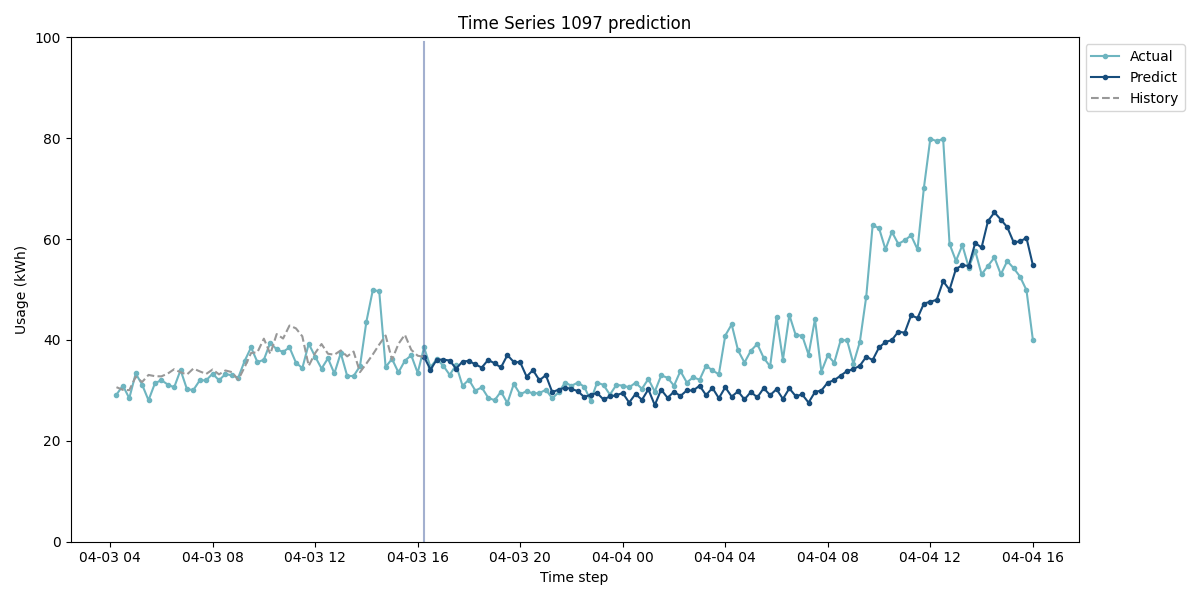 Time Series 1097 prediction
Usage (kWh)
100
80
60
40
20
0
04-03 04
04-03 08
04-03 12
04-03 16
04-03 20
04-04 00
04-04 04
04-04 08
04-04 12
04-04 16
Time step
Actual
Predict
History